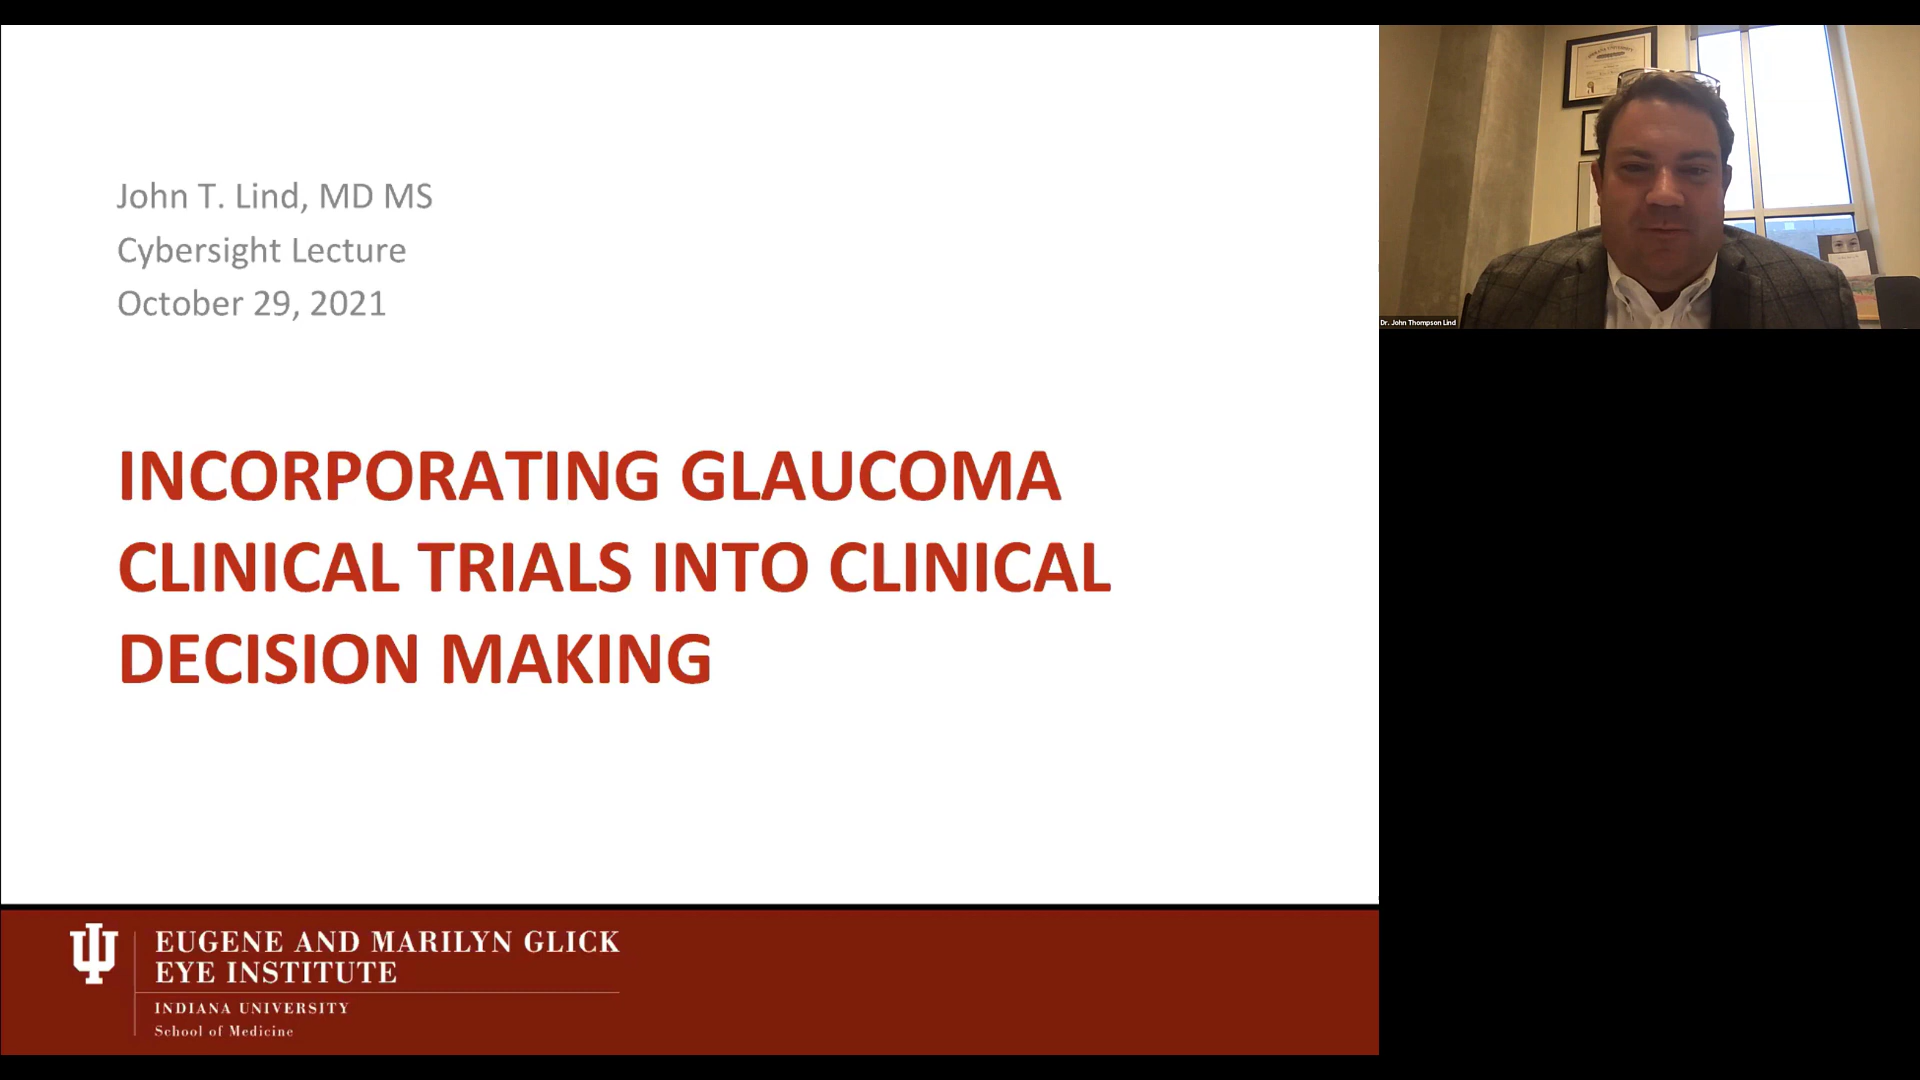 John T. Lind, MD MS
Cybersight Lecture
October 29, 2021
INCORPORATING GLAUCOMA
CLINICAL TRIALS INTO CLINICAL
DECISION MAKING
EUGENE AND MARILYN GLICK
EYE INSTITUTE
INDIANA UNIVERSITY
School of Medicine
Dr. John Thompson Lind